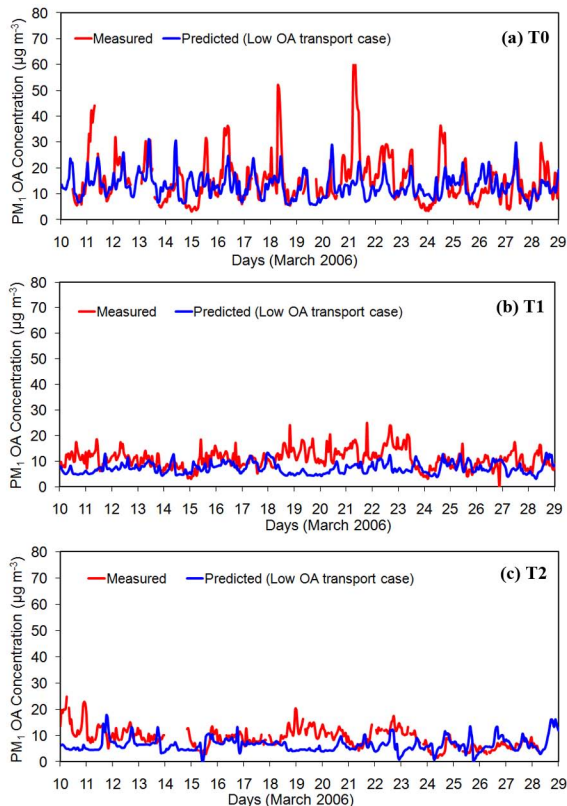 (a) T0
Measured Predicted (Low OA transport case)
PM1 OA Concentration (µg m-3)
80
70
60
50
40
30
20
10
0
10 11 12 13 14 15 16 17 18 19 20 21 22 23 24 25 26 27 28 29
Days (March 2006)
(b) T1
Measured Predicted (Low OA transport case)
PM1 OA Concentration (µg m-3)
80
70
60
50
40
30
20
10
0
10 11 12 13 14 15 16 17 18 19 20 21 22 23 24 25 26 27 28 29
Days (March 2006)
(c) T2
Measured Predicted (Low OA transport case)
PM1 OA Concentration (µg m-3)
80
70
60
50
40
30
20
10
0
10 11 12 13 14 15 16 17 18 19 20 21 22 23 24 25 26 27 28 29
Days (March 2006)